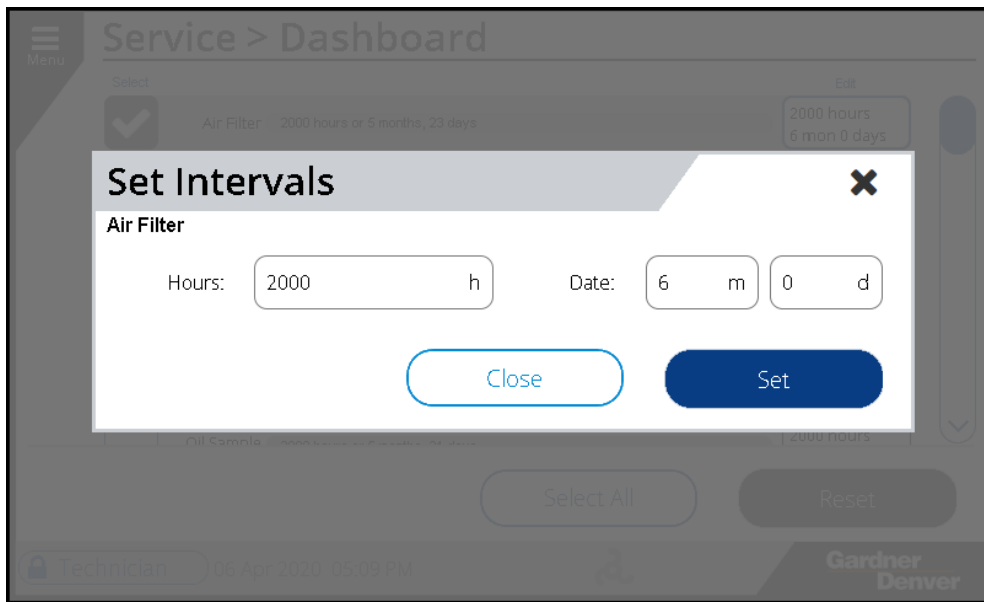 Menu
Service > Dashboard
Select
Edit
Air Filter 2000 hours or 5 months, 23 days
2000 hours
6 mon 0 days
Set Intervals
Air Filter
Hours: 2000 h Date: 6 m 0 d
Close Set
Oil Sample
2000 hours
Select All Reset
Technician 06 Apr 2020 05:09 PM
Gardner
Denver